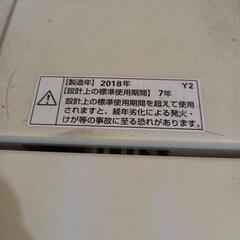 【製造年】2018年 Y2
【設計上の標準使用期間】7年
設計上の標準使用期間を超えて使用
されますと、経年劣化による発火・
けが等の事故に至る恐れがあります。